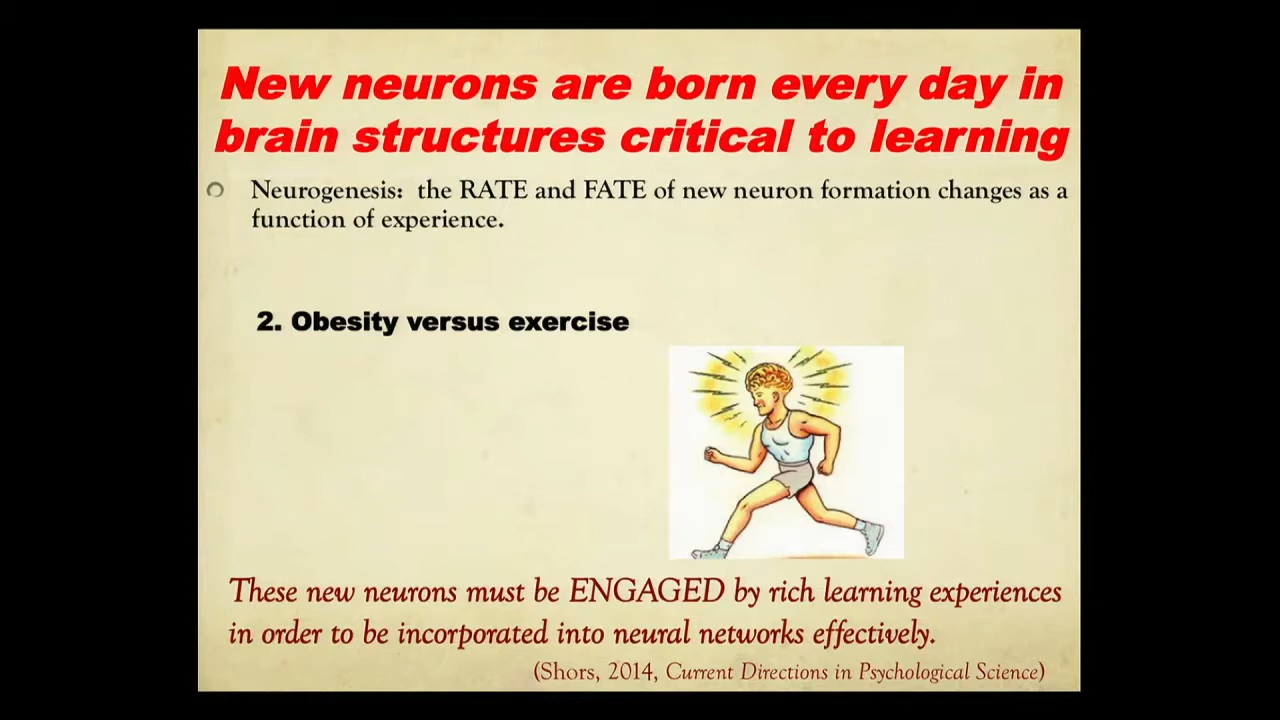 New neurons are born every day in
brain structures critical to learning
Neurogenesis: the RATE and FATE of new neuron formation changes as a
function of experience.
2. Obesity versus exercise
These new neurons must be ENGAGED by rich learning experiences
in order to be incorporated into neural networks effectively.
(Shors, 2014, Current Directions in Psychological Science)